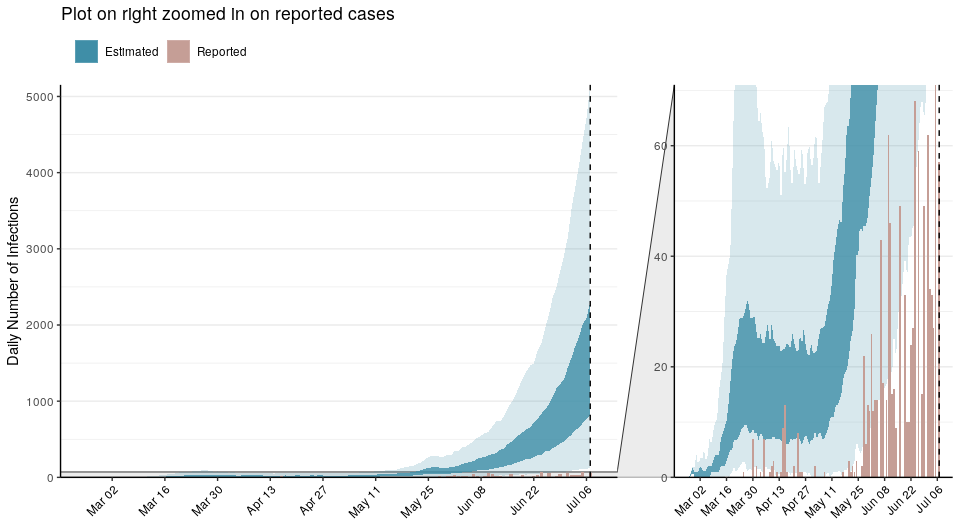 Plot on right zoomed in on reported cases
Estimated Reported
Daily Number of Infections
5000
4000
3000
2000
1000
0
Mar 02 Mar 16 Mar 30 Apr 13 Apr 27 May 11 May 25 Jun 08 Jun 22 Jul 06
60
40
20
0
Mar 02 Mar 16 Mar 30 Apr 13 Apr 27 May 11 May 25 Jun 08 Jun 22 Jul 06